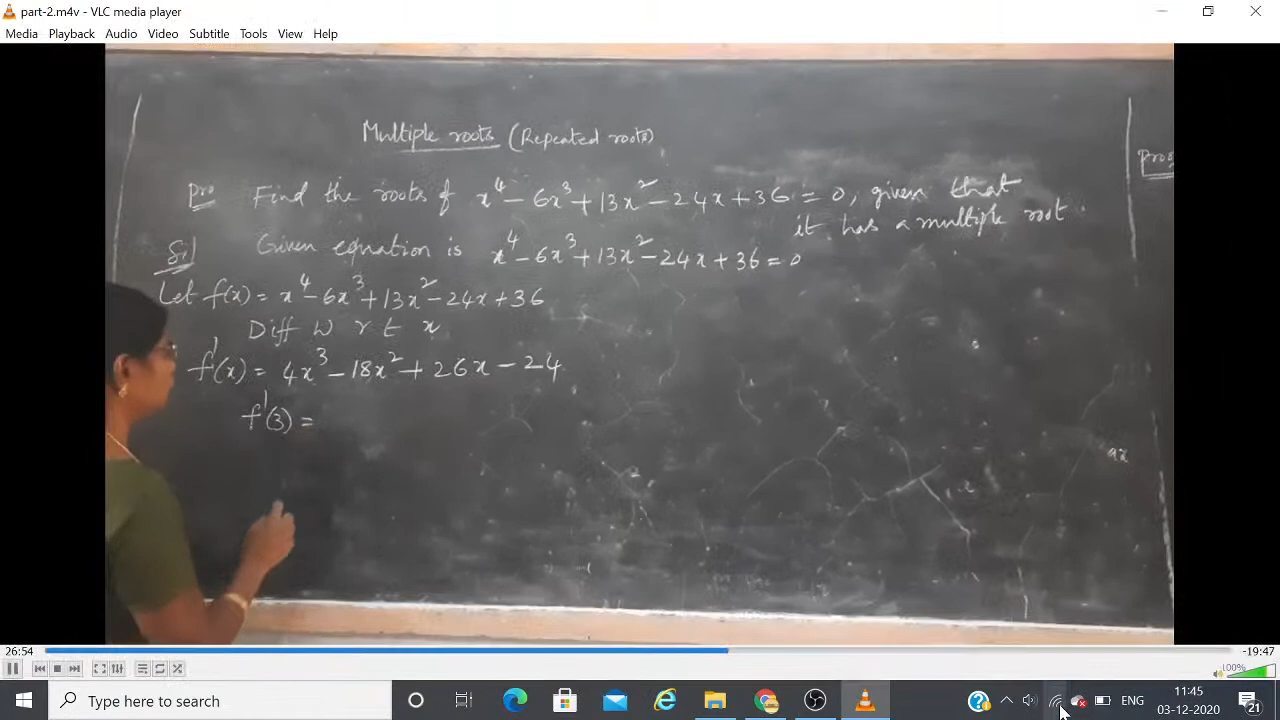 part-2.m4v - VLC media player
Media Playback Audio Video Subtitle Tools View Help
Multiple roots (Repeated roots)
Pro Find the roots of x⁴ - 6x³ + 13x² - 24x + 36 = 0, given that
it has a multiple root.
Sol Given equation is x⁴ - 6x³ + 13x² - 24x + 36 = 0
Let f(x) = x⁴ - 6x³ + 13x² - 24x + 36
Diff w r t x
f'(x) = 4x³ - 18x² + 26x - 24
f'(3) =
26:54
-19:47
100%
Type here to search
ENG
11:45
03-12-2020
21